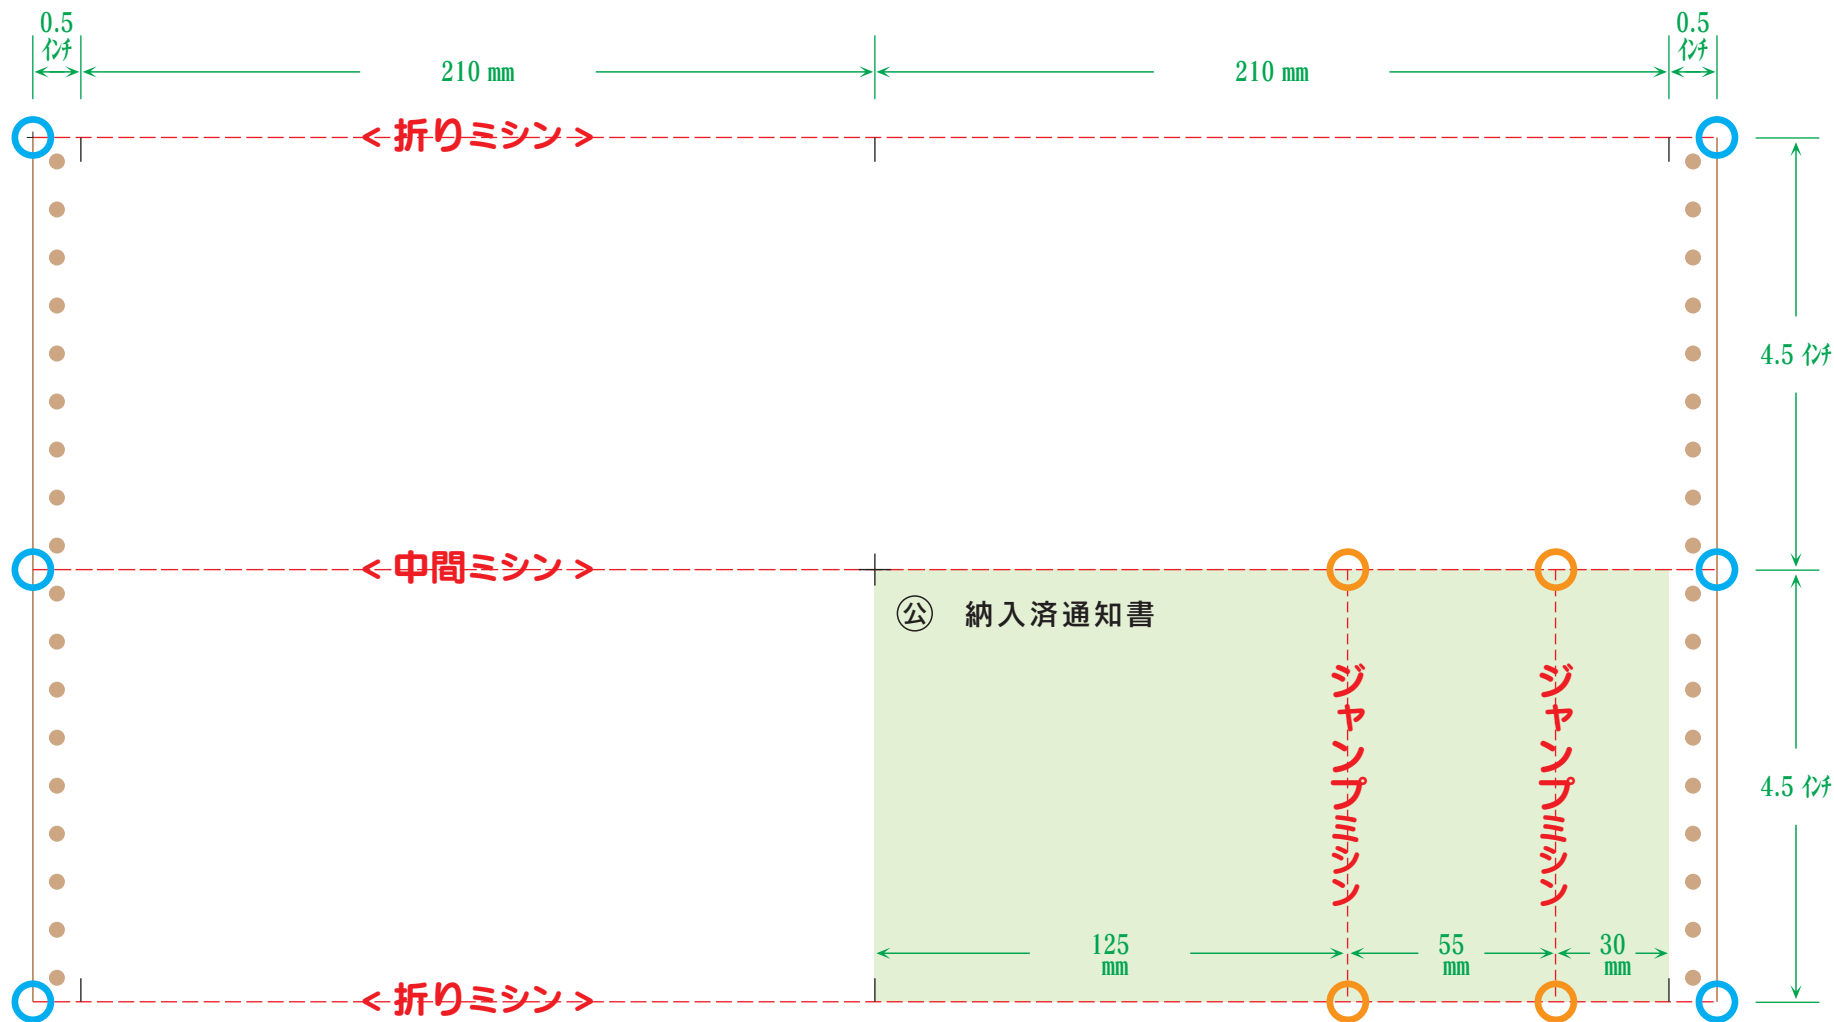 0.5
インチ
210 mm
210 mm
0.5
インチ
< 折りミシン >
4.5 インチ
< 中間ミシン >
㊋公 納入済通知書
ジャンプミシン
ジャンプミシン
4.5 インチ
125
mm
55
mm
30
mm
< 折りミシン >